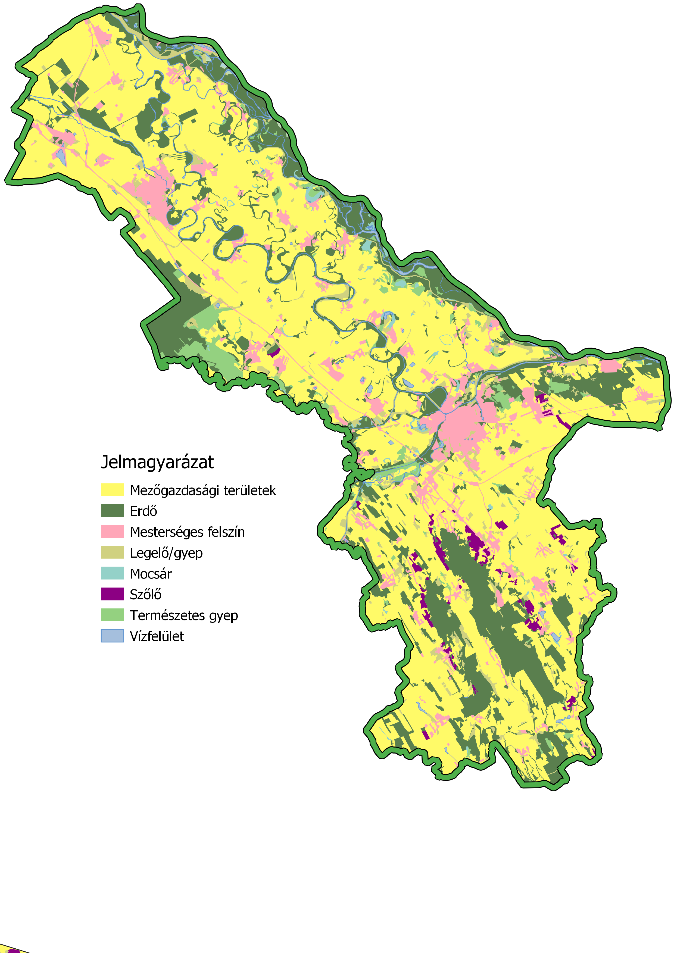 Jelmagyarázat
Mezőgazdasági területek
Erdő
Mesterséges felszín
Legelő/gyep
Mocsár
Szőlő
Természetes gyep
Vízfelület